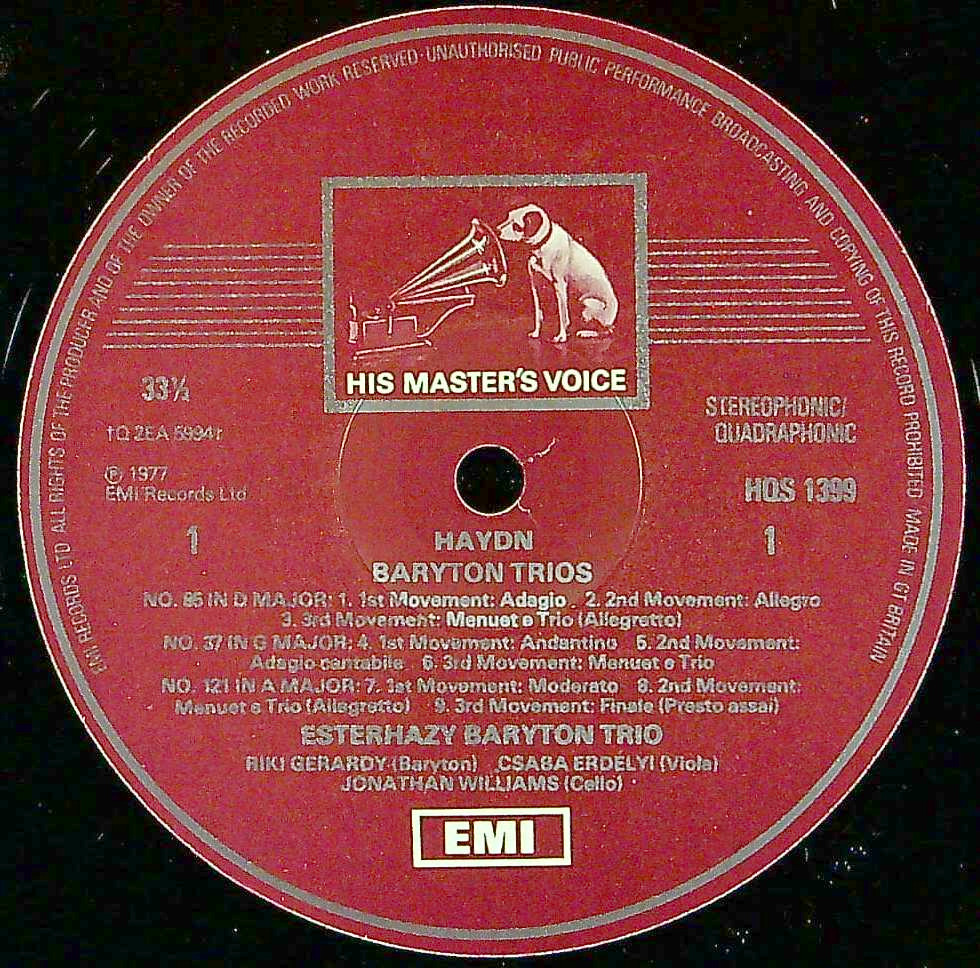 EMI RECORDS LTD ALL RIGHTS OF THE PRODUCER AND OF THE OWNER OF THE RECORDED WORK RESERVED · UNAUTHORISED PUBLIC PERFORMANCE BROADCASTING AND COPYING OF THIS RECORD PROHIBITED MADE IN GT BRITAIN
HIS MASTER'S VOICE
33⅓
STEREOPHONIC/
QUADRAPHONIC
℗ 1977
EMI Records Ltd
HQS 1399
1
1
HAYDN
BARYTON TRIOS
IN D MAJOR: 1. 1st Movement: Adagio 2. 2nd Movement: Allegro
3. 3rd Movement: Menuet e Trio (Allegretto)
NO. 37 IN G MAJOR: 4. 1st Movement: Andantino 5. 2nd Movement:
Adagio cantabile 6. 3rd Movement: Menuet e Trio
NO. 121 IN A MAJOR: 7. 1st Movement: Moderato 8. 2nd Movement:
Menuet e Trio (Allegretto) 9. 3rd Movement: Finale (Presto assai)
ESTERHAZY BARYTON TRIO
RIKI GERARDY (Baryton) CSABA ERDÉLYI (Viola)
JONATHAN WILLIAMS (Cello)
EMI